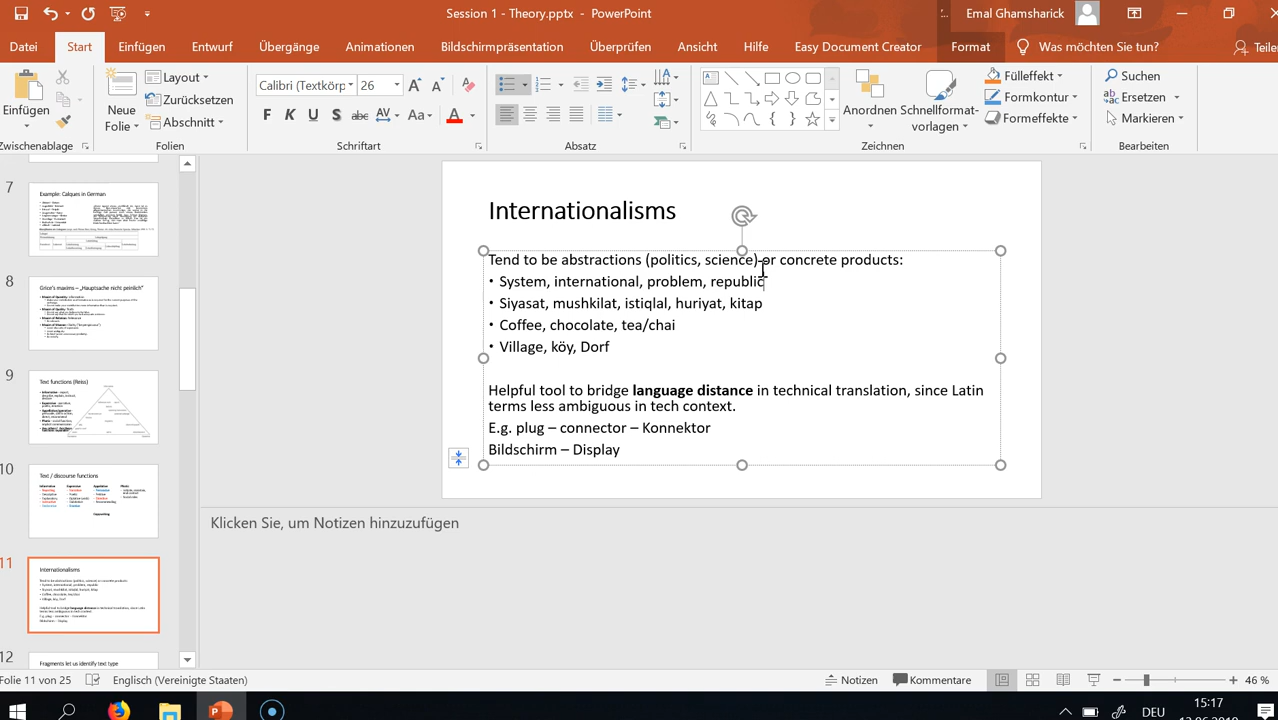 Session 1 - Theory.pptx - PowerPoint
Emal Ghamsharick
Datei Start Einfügen Entwurf Übergänge Animationen Bildschirmpräsentation Überprüfen Ansicht Hilfe Easy Document Creator Format Was möchten Sie tun?
Einfügen
Neue
Folie
Layout
Zurücksetzen
Abschnitt
Calibri (Textkörp 26
F K U S abc AV Aa A
Anordnen
Schnellformat-
vorlagen
Fülleffekt
Formkontur
Formeffekte
Suchen
Ersetzen
Markieren
Folien Schriftart Absatz Zeichnen Bearbeiten
7
Example: Calques in German
8
Grice's maxims – „Hauptsache nicht peinlich“
9
Text functions (Reiss)
10
Text / discourse functions
11
Internationalisms
12
Fragments let us identify text type
Internationalisms
Tend to be abstractions (politics, science) or concrete products:
• System, international, problem, republic
• Siyasat, mushkilat, istiqlal, huriyat, kitap
• Coffee, chocolate, tea/chai
• Village, köy, Dorf
Helpful tool to bridge language distance in technical translation, since Latin
terms less ambiguous in tech context.
E.g. plug – connector – Konnektor
Bildschirm – Display
Klicken Sie, um Notizen hinzuzufügen
Folie 11 von 25 Englisch (Vereinigte Staaten) Notizen Kommentare 46 %
DEU 15:17